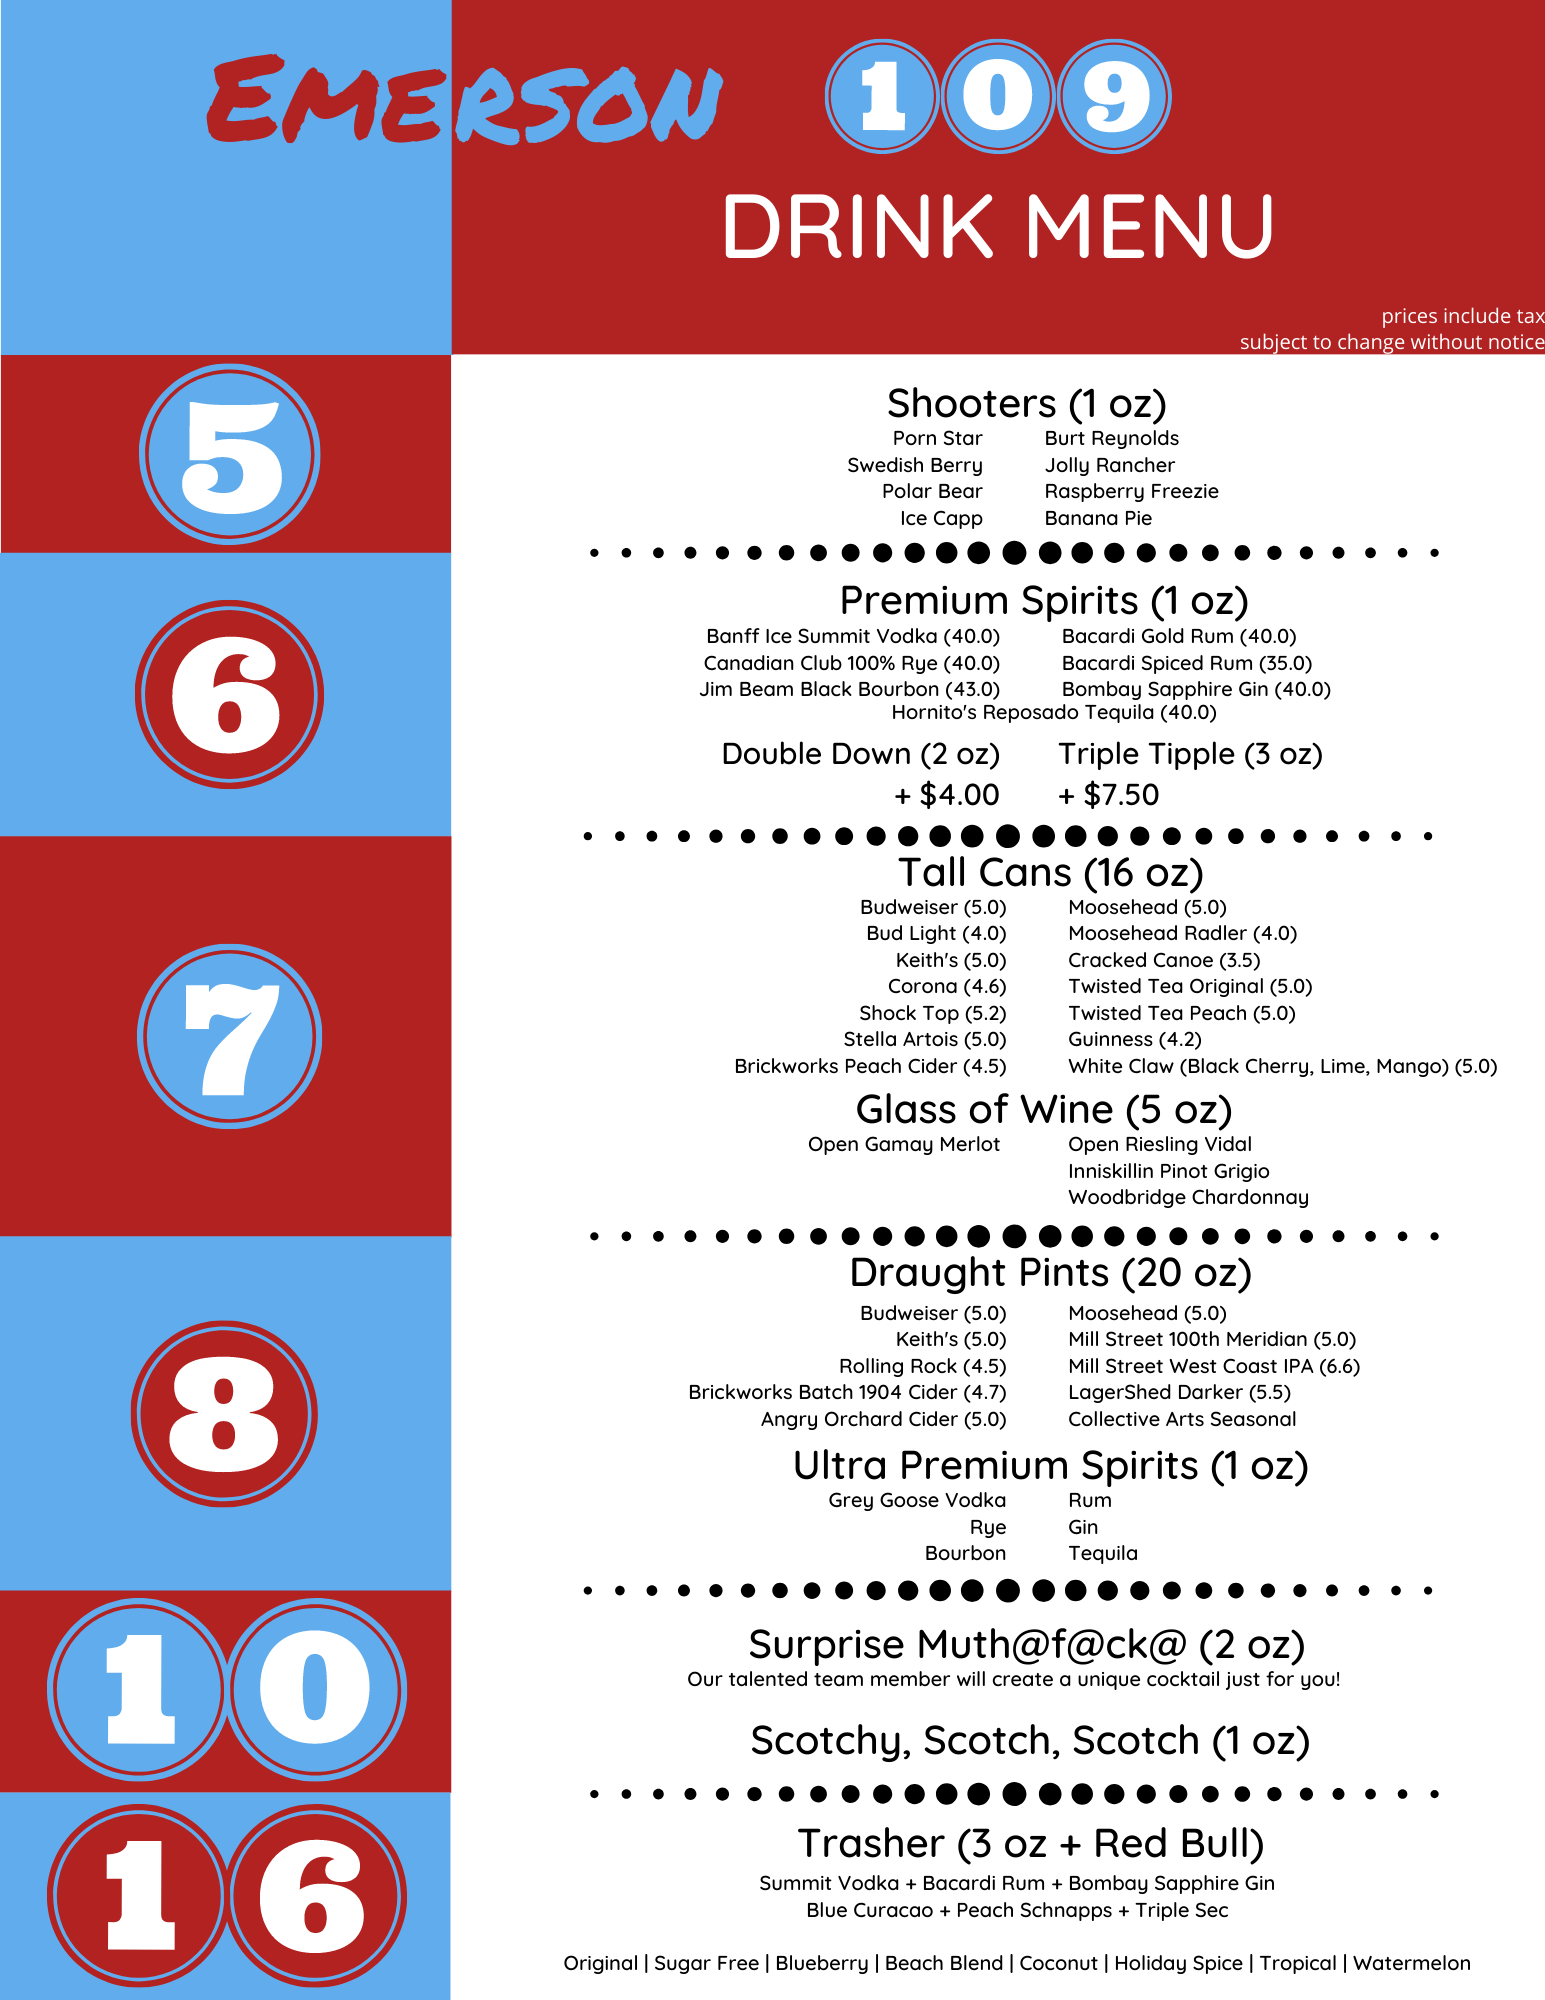 EMERSON 109
DRINK MENU
prices include tax
subject to change without notice
5
Shooters (1 oz)
Porn Star Burt Reynolds
Swedish Berry Jolly Rancher
Polar Bear Raspberry Freezie
Ice Capp Banana Pie
6
Premium Spirits (1 oz)
Banff Ice Summit Vodka (40.0) Bacardi Gold Rum (40.0)
Canadian Club 100% Rye (40.0) Bacardi Spiced Rum (35.0)
Jim Beam Black Bourbon (43.0) Bombay Sapphire Gin (40.0)
Hornito's Reposado Tequila (40.0)
Double Down (2 oz) Triple Tipple (3 oz)
+ $4.00 + $7.50
7
Tall Cans (16 oz)
Budweiser (5.0) Moosehead (5.0)
Bud Light (4.0) Moosehead Radler (4.0)
Keith's (5.0) Cracked Canoe (3.5)
Corona (4.6) Twisted Tea Original (5.0)
Shock Top (5.2) Twisted Tea Peach (5.0)
Stella Artois (5.0) Guinness (4.2)
Brickworks Peach Cider (4.5) White Claw (Black Cherry, Lime, Mango) (5.0)
Glass of Wine (5 oz)
Open Gamay Merlot Open Riesling Vidal
Inniskillin Pinot Grigio
Woodbridge Chardonnay
8
Draught Pints (20 oz)
Budweiser (5.0) Moosehead (5.0)
Keith's (5.0) Mill Street 100th Meridian (5.0)
Rolling Rock (4.5) Mill Street West Coast IPA (6.6)
Brickworks Batch 1904 Cider (4.7) LagerShed Darker (5.5)
Angry Orchard Cider (5.0) Collective Arts Seasonal
Ultra Premium Spirits (1 oz)
Grey Goose Vodka Rum
Rye Gin
Bourbon Tequila
10
Surprise Muth@f@ck@ (2 oz)
Our talented team member will create a unique cocktail just for you!
Scotchy, Scotch, Scotch (1 oz)
16
Trasher (3 oz + Red Bull)
Summit Vodka + Bacardi Rum + Bombay Sapphire Gin
Blue Curacao + Peach Schnapps + Triple Sec
Original | Sugar Free | Blueberry | Beach Blend | Coconut | Holiday Spice | Tropical | Watermelon